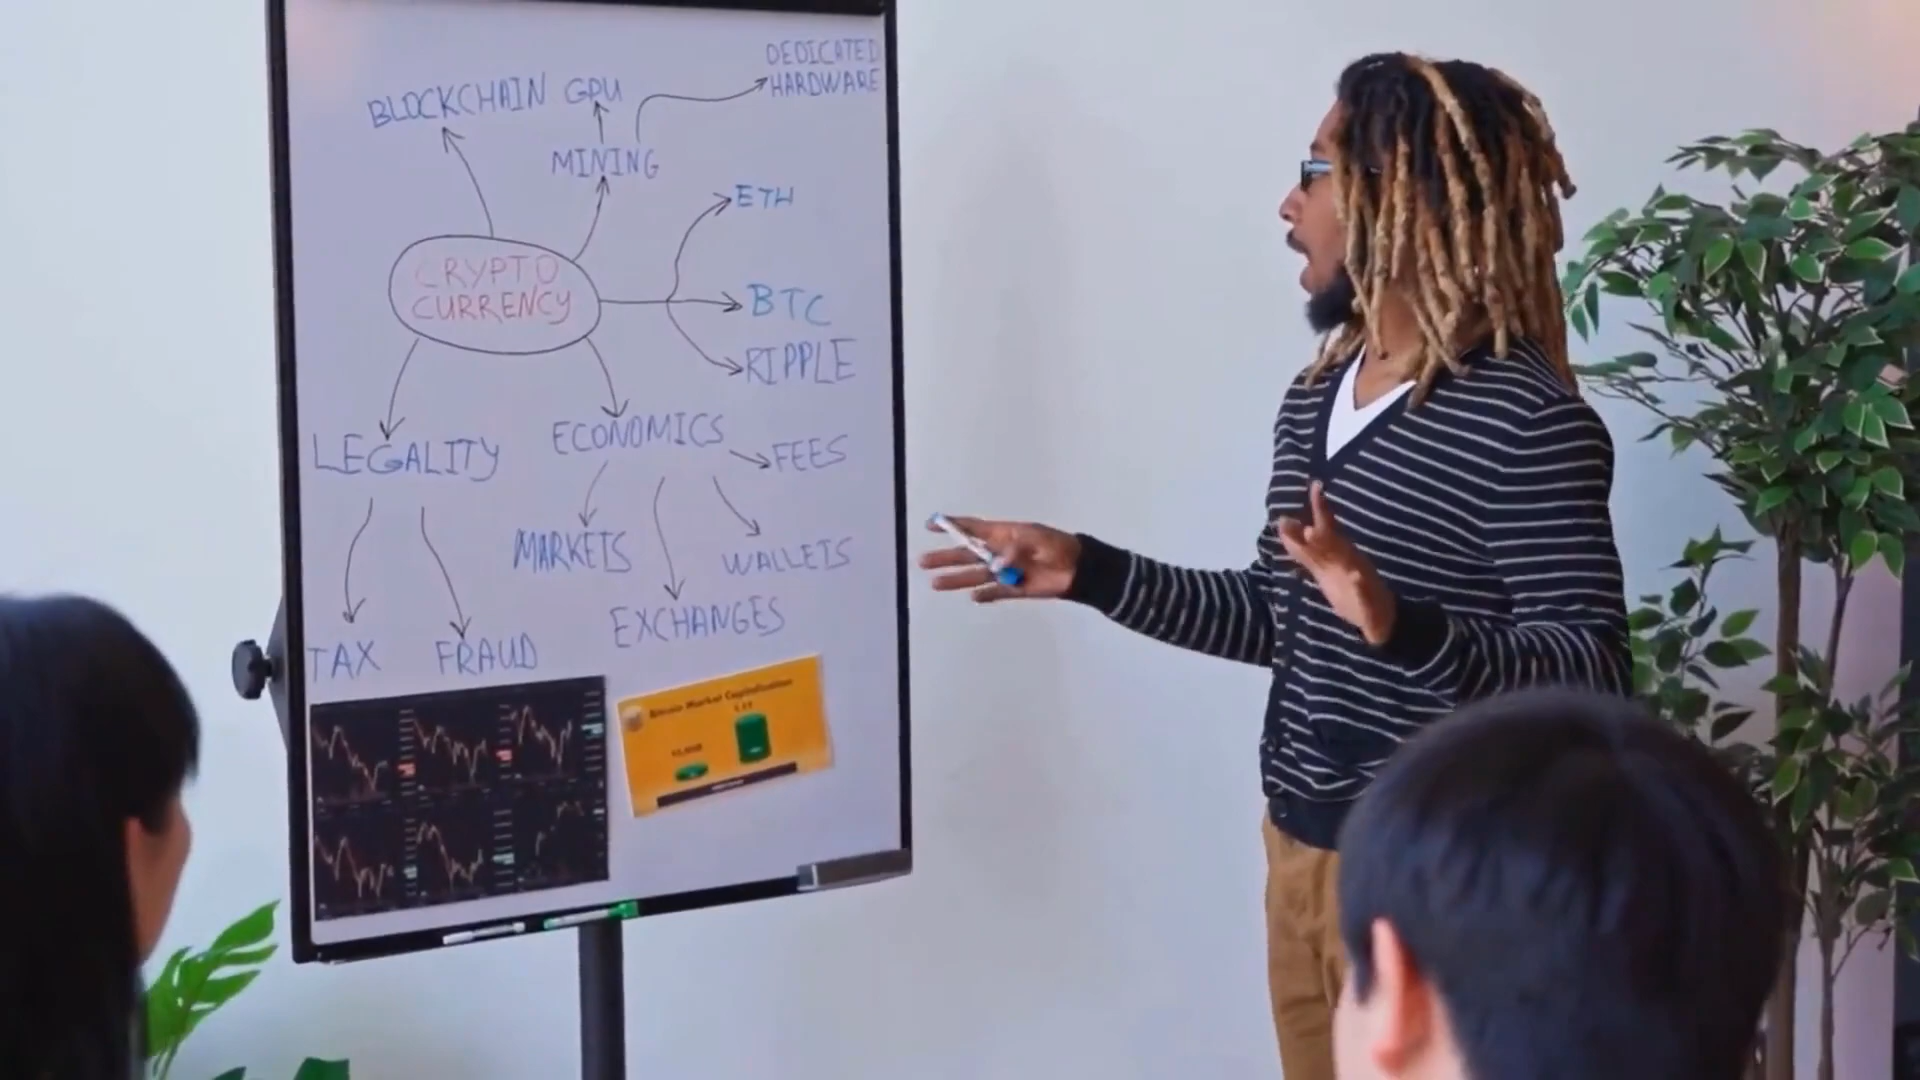 DEDICATED
HARDWARE
BLOCKCHAIN
GPU
MINING
ETH
CRYPTO
CURRENCY
BTC
RIPPLE
LEGALITY
ECONOMICS
FEES
MARKETS
WALLETS
EXCHANGES
TAX
FRAUD
Bitcoin Market Capitalization